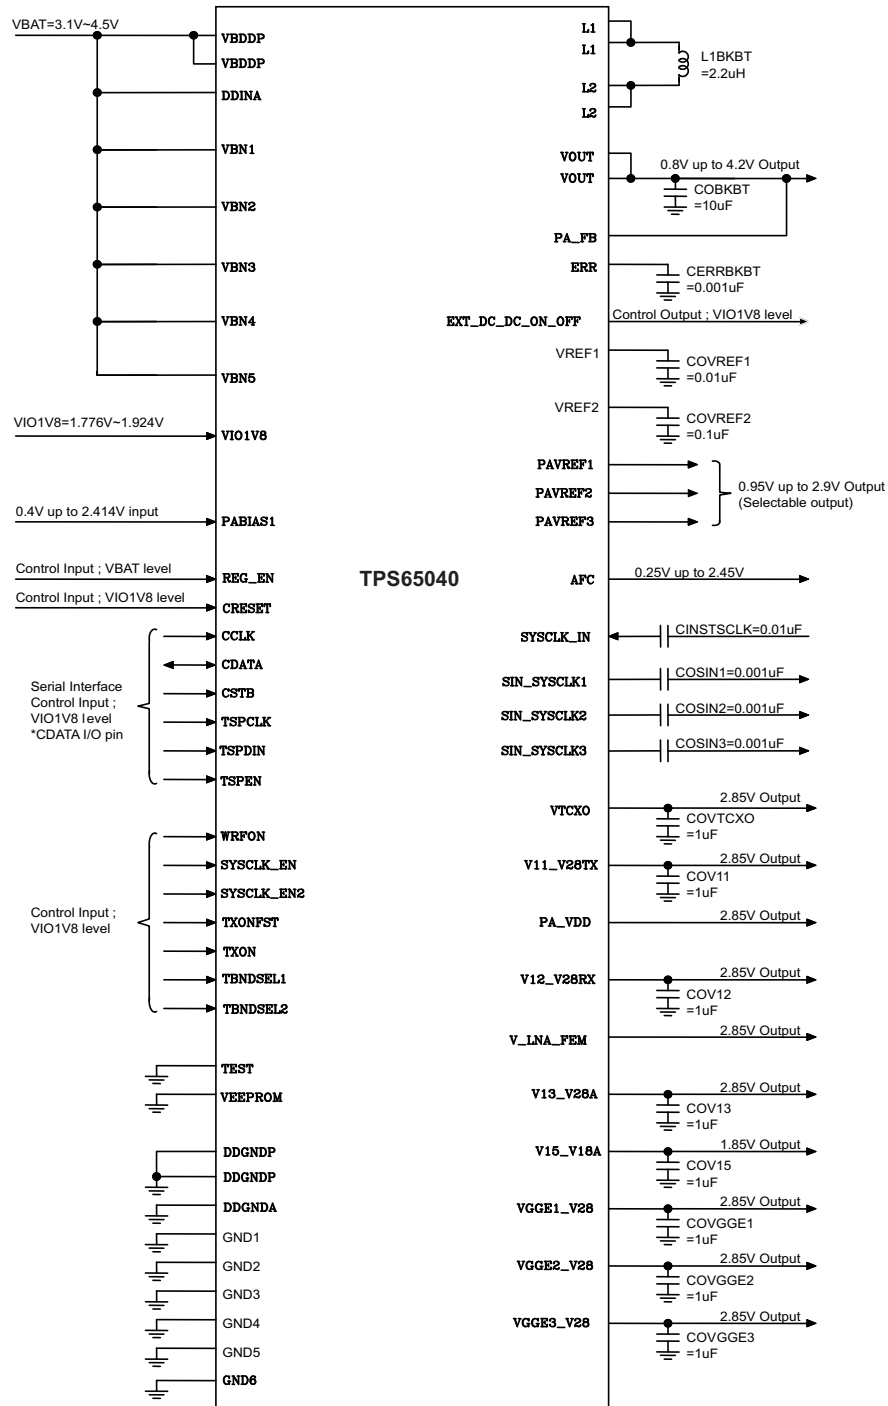 VBAT=3.1V~4.5V
VBDDP
VBDDP
DDINA
VBN1
VBN2
VBN3
VBN4
VBN5
VIO1V8=1.776V~1.924V
VIO1V8
0.4V up to 2.414V input
PABIAS1
Control Input ; VBAT level
REG_EN
Control Input ; VIO1V8 level
CRESET
CCLK
CDATA
CSTB
TSPCLK
TSPDIN
TSPEN
Serial Interface
Control Input ;
VIO1V8 level
*CDATA I/O pin
WRFON
SYSCLK_EN
SYSCLK_EN2
TXONFST
TXON
TBNDSEL1
TBNDSEL2
Control Input ;
VIO1V8 level
TEST
VEEPROM
DDGNDP
DDGNDP
DDGNDA
GND1
GND2
GND3
GND4
GND5
GND6
TPS65040
L1
L1
L2
L2
L1BKBT
=2.2uH
VOUT
VOUT
0.8V up to 4.2V Output
COBKBT
=10uF
PA_FB
ERR
CERRBKBT
=0.001uF
EXT_DC_DC_ON_OFF
Control Output ; VIO1V8 level
VREF1
COVREF1
=0.01uF
VREF2
COVREF2
=0.1uF
PAVREF1
PAVREF2
PAVREF3
0.95V up to 2.9V Output
(Selectable output)
AFC
0.25V up to 2.45V
SYSCLK_IN
CINSTSCLK=0.01uF
SIN_SYSCLK1
COSIN1=0.001uF
SIN_SYSCLK2
COSIN2=0.001uF
SIN_SYSCLK3
COSIN3=0.001uF
VTCXO
2.85V Output
COVTCXO
=1uF
V11_V28TX
2.85V Output
COV11
=1uF
PA_VDD
2.85V Output
V12_V28RX
2.85V Output
COV12
=1uF
V_LNA_FEM
2.85V Output
V13_V28A
2.85V Output
COV13
=1uF
V15_V18A
1.85V Output
COV15
=1uF
VGGE1_V28
2.85V Output
COVGGE1
=1uF
VGGE2_V28
2.85V Output
COVGGE2
=1uF
VGGE3_V28
2.85V Output
COVGGE3
=1uF